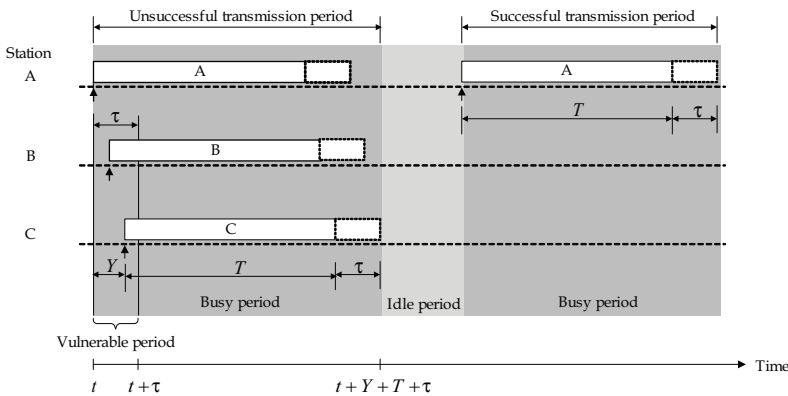 Unsuccessful transmission period
Successful transmission period
Station
A
A
A
τ
T
τ
B
B
C
C
Y
T
τ
Busy period
Idle period
Busy period
Vulnerable period
Time
t
t + τ
t + Y + T + τ